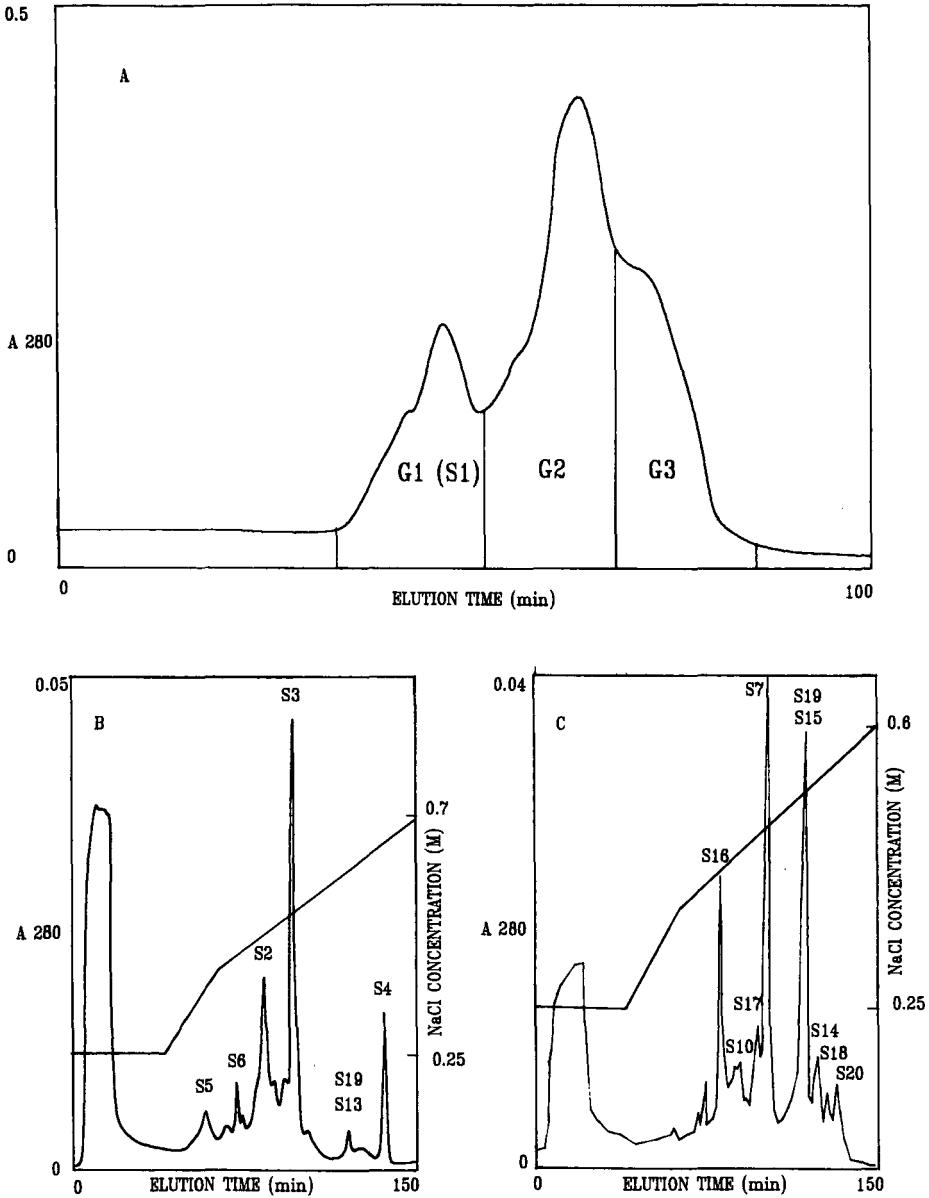 0.5
A
A 280
G1 (S1)
G2
G3
0
0
100
ELUTION TIME (min)
0.05
B
S3
0.7
A 280
S2
S4
NaCl CONCENTRATION (M)
S6
S5
S19
S13
0.25
0
0
ELUTION TIME (min)
150
0.04
C
S7
S19
S15
0.6
S16
A 280
NaCl CONCENTRATION (M)
S17
0.25
S10
S14
S18
S20
0
0
ELUTION TIME (min)
150